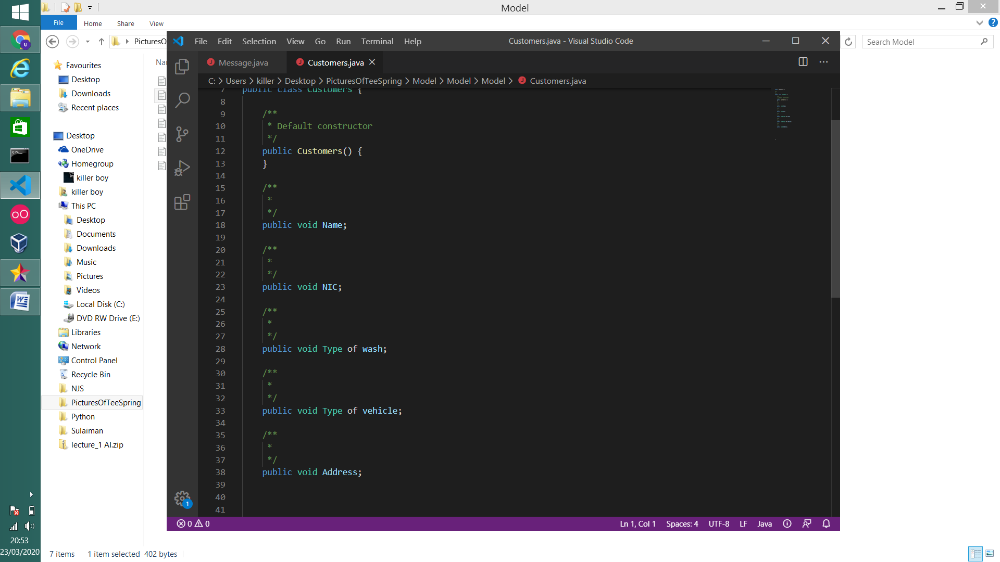 Model
File
Home
Share
View
PicturesO
Search Model
Favourites
Desktop
Downloads
Recent places
Desktop
OneDrive
Homegroup
killer boy
killer boy
This PC
Desktop
Documents
Downloads
Music
Pictures
Videos
Local Disk (C:)
DVD RW Drive (E:)
Libraries
Network
Control Panel
Recycle Bin
NJS
PicturesOfTeeSpring
Python
Sulaiman
lecture_1 AI.zip
7 items 1 item selected 402 bytes
20:53
23/03/2020
File Edit Selection View Go Run Terminal Help
Customers.java - Visual Studio Code
Message.java
Customers.java
C: > Users > killer > Desktop > PicturesOfTeeSpring > Model > Model > Model > Customers.java
7 public class Customers {
8
9 /**
10 * Default constructor
11 */
12 public Customers() {
13 }
14
15 /**
16 *
17 */
18 public void Name;
19
20 /**
21 *
22 */
23 public void NIC;
24
25 /**
26 *
27 */
28 public void Type of wash;
29
30 /**
31 *
32 */
33 public void Type of vehicle;
34
35 /**
36 *
37 */
38 public void Address;
39
40
41
1
0 0
Ln 1, Col 1 Spaces: 4 UTF-8 LF Java